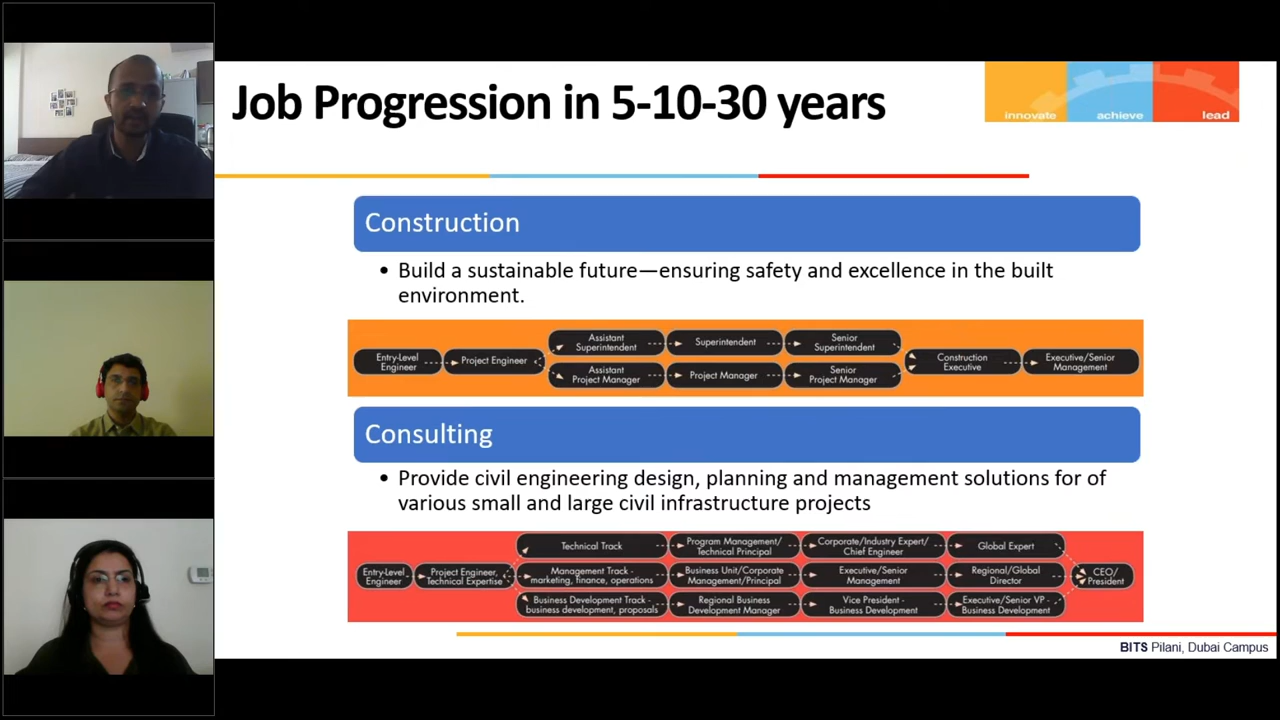 Job Progression in 5-10-30 years
innovate achieve lead
Construction
• Build a sustainable future—ensuring safety and excellence in the built
environment.
Entry-Level
Engineer
Project Engineer
Assistant
Superintendent
Superintendent
Senior
Superintendent
Assistant
Project Manager
Project Manager
Senior
Project Manager
Construction
Executive
Executive/Senior
Management
Consulting
• Provide civil engineering design, planning and management solutions for of
various small and large civil infrastructure projects
Entry-Level
Engineer
Project Engineer,
Technical Expertise
Technical Track
Program Management/
Technical Principal
Corporate/Industry Expert/
Chief Engineer
Global Expert
Management Track -
marketing, finance, operations
Business Unit/Corporate
Management/Principal
Executive/Senior
Management
Regional/Global
Director
Business Development Track -
business development, proposals
Regional Business
Development Manager
Vice President -
Business Development
Executive/Senior VP -
Business Development
CEO/
President
BITS Pilani, Dubai Campus